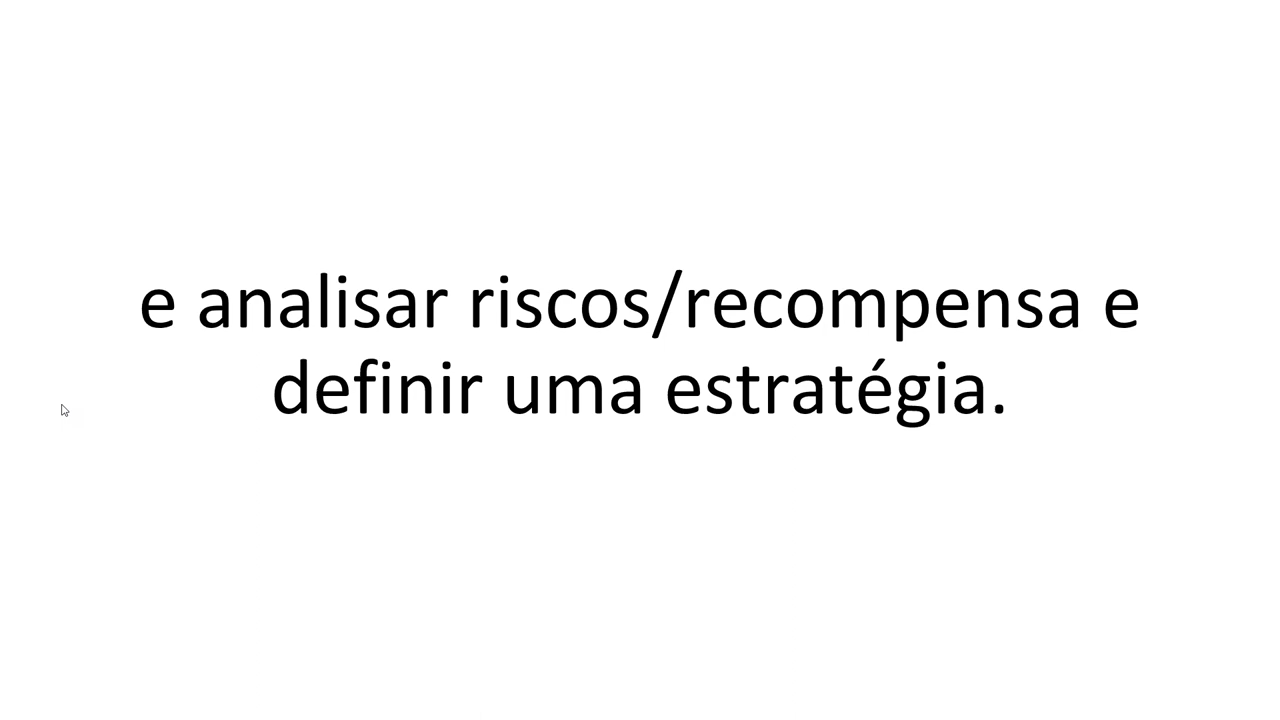 e analisar riscos/recompensa e
definir uma estratégia.